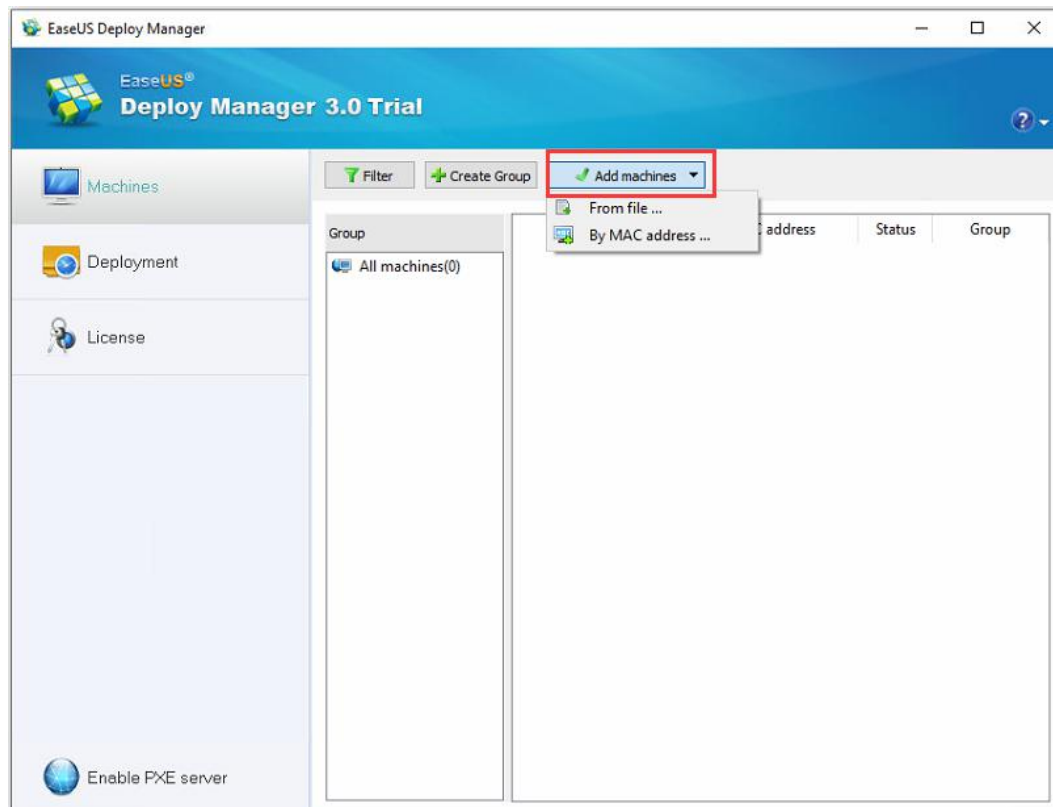 EaseUS Deploy Manager
EaseUS®
Deploy Manager 3.0 Trial
Machines
Deployment
License
Enable PXE server
Filter
Create Group
Add machines
From file ...
By MAC address ...
Group
All machines(0)
address
Status
Group